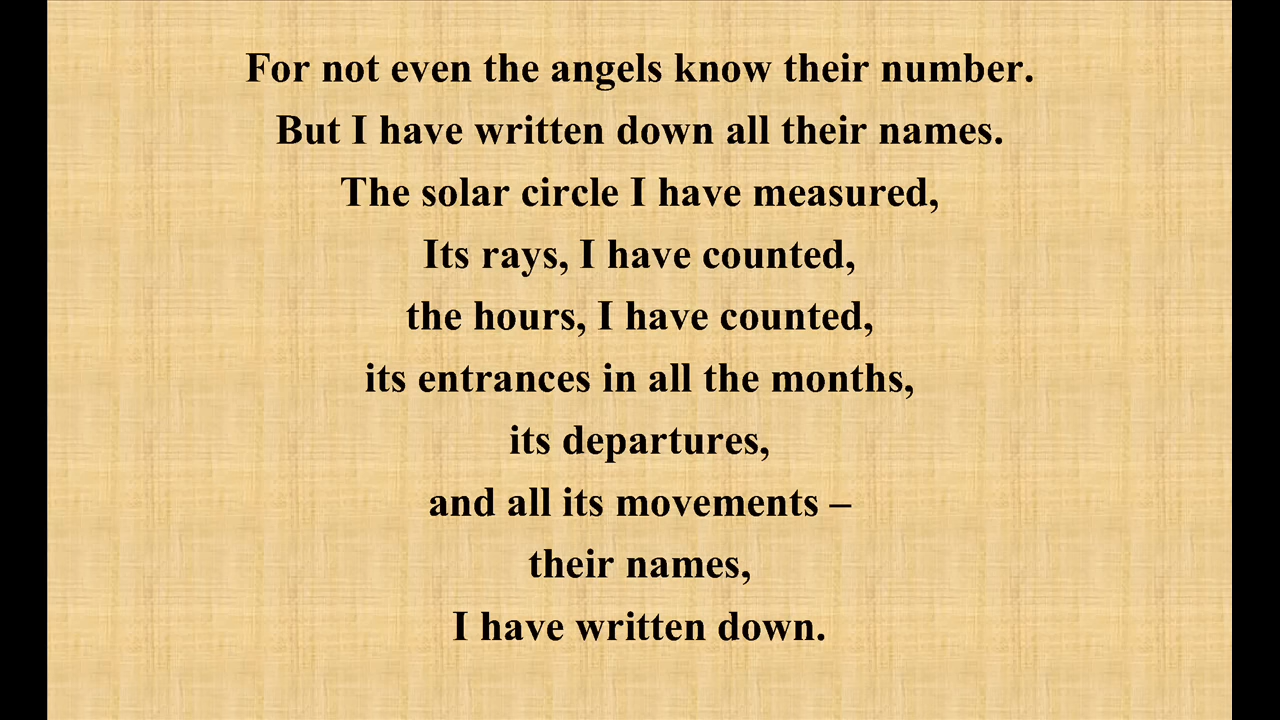 For not even the angels know their number.
But I have written down all their names.
The solar circle I have measured,
Its rays, I have counted,
the hours, I have counted,
its entrances in all the months,
its departures,
and all its movements –
their names,
I have written down.